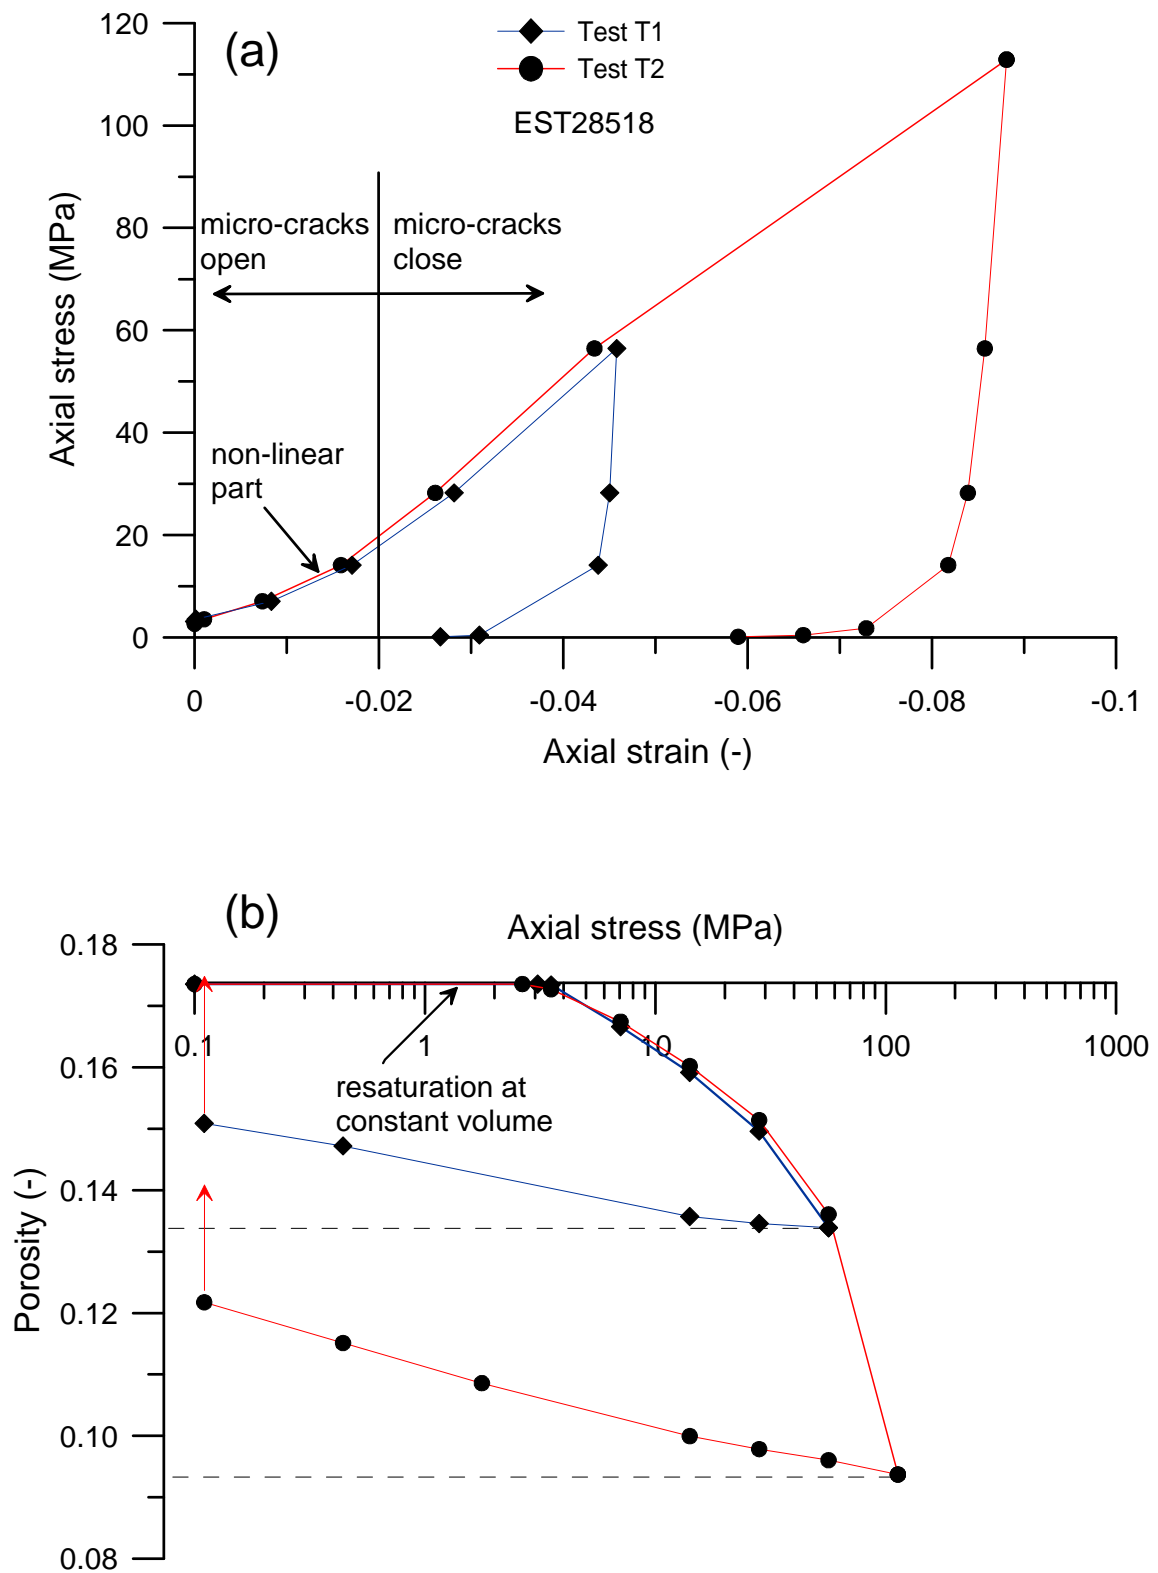 (a)
Test T1
Test T2
EST28518
120
100
80
60
40
20
0
Axial stress (MPa)
micro-cracks
open
micro-cracks
close
non-linear
part
0
-0.02
-0.04
-0.06
-0.08
-0.1
Axial strain (-)
(b)
Axial stress (MPa)
0.1
1
10
100
1000
resaturation at
constant volume
0.18
0.16
0.14
0.12
0.10
0.08
Porosity (-)